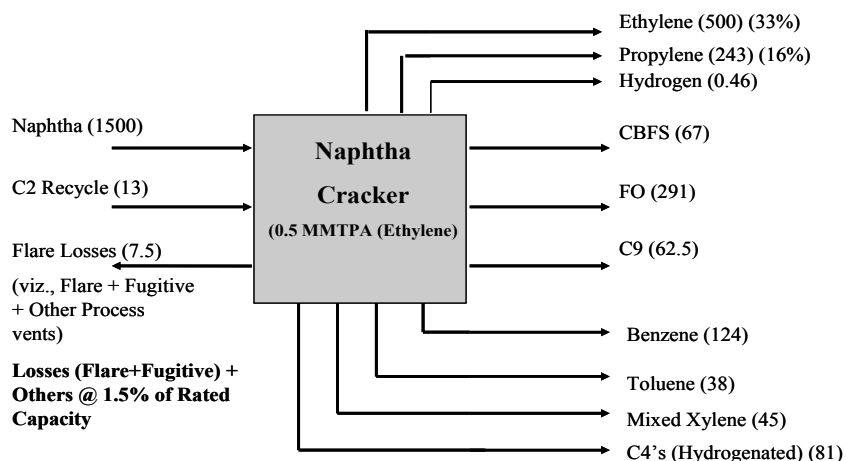 Ethylene (500) (33%)
Propylene (243) (16%)
Hydrogen (0.46)
Naphtha (1500)
C2 Recycle (13)
Flare Losses (7.5)
(viz., Flare + Fugitive
+ Other Process
vents)
Losses (Flare+Fugitive) +
Others @ 1.5% of Rated
Capacity
Naphtha
Cracker
(0.5 MMTPA (Ethylene)
CBFS (67)
FO (291)
C9 (62.5)
Benzene (124)
Toluene (38)
Mixed Xylene (45)
C4's (Hydrogenated) (81)